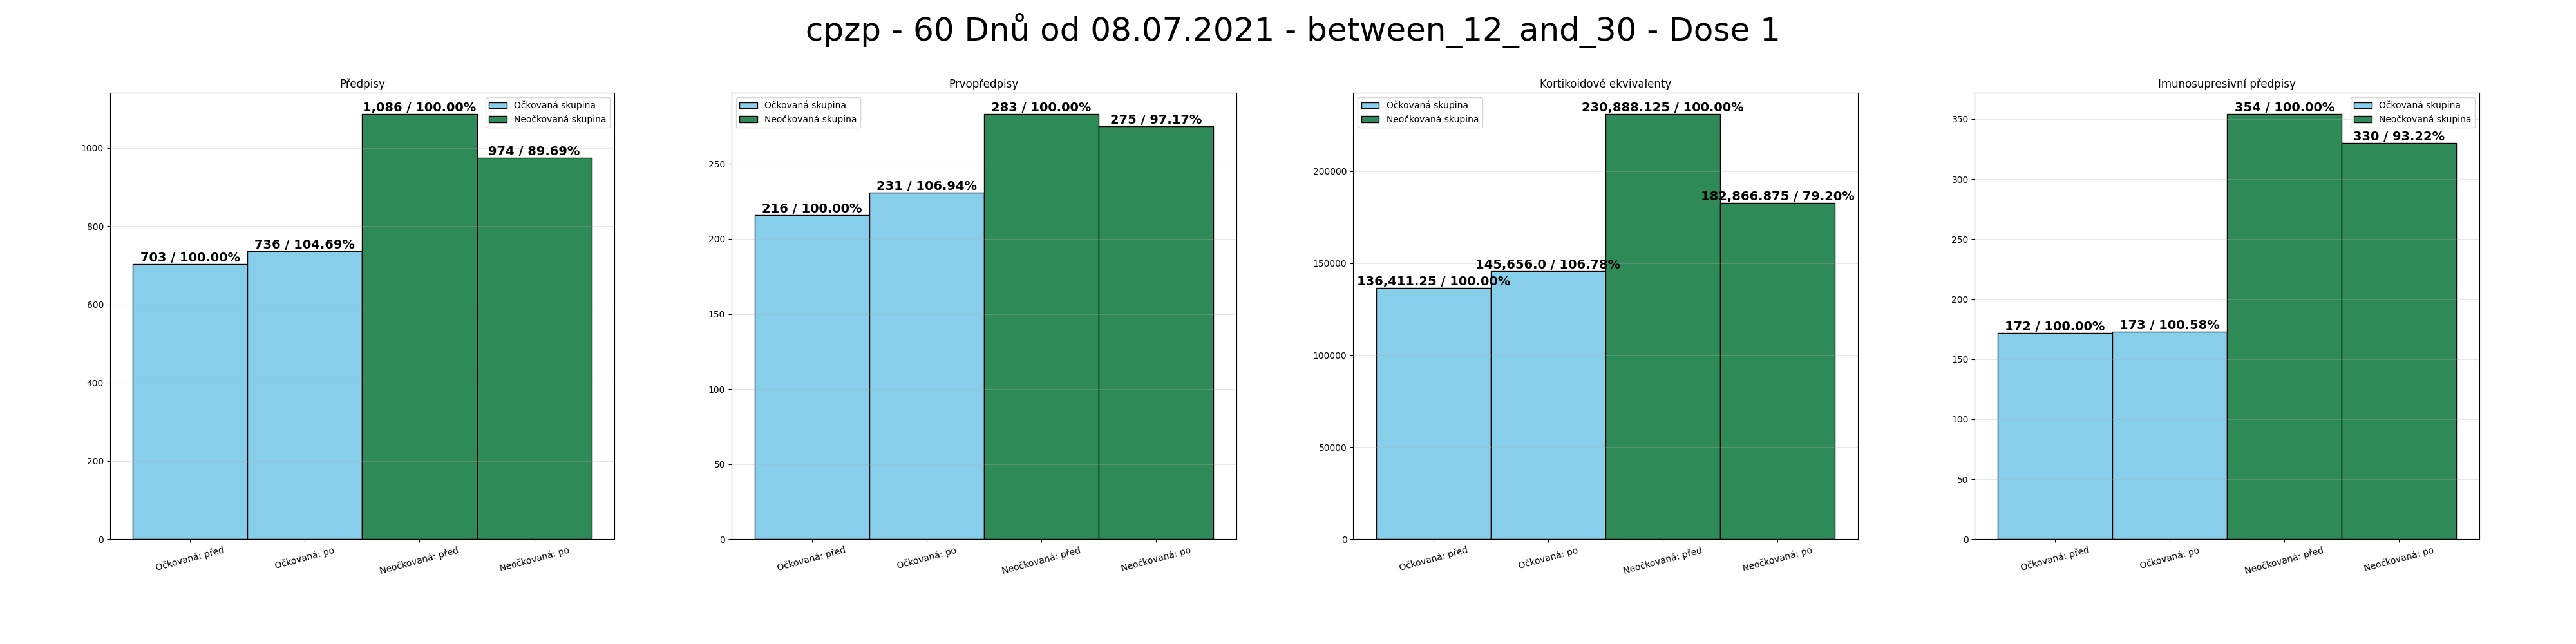 cpzp - 60 Dnů od 08.07.2021 - between_12_and_30 - Dose 1
Předpisy
1,086 / 100.00%
Očkovaná skupina
Neočkovaná skupina
974 / 89.69%
736 / 104.69%
703 / 100.00%
1000
800
600
400
200
0
Očkovaná: před
Očkovaná: po
Neočkovaná: před
Neočkovaná: po
Prvopředpisy
Očkovaná skupina
Neočkovaná skupina
283 / 100.00%
275 / 97.17%
231 / 106.94%
216 / 100.00%
250
200
150
100
50
0
Očkovaná: před
Očkovaná: po
Neočkovaná: před
Neočkovaná: po
Kortikoidové ekvivalenty
Očkovaná skupina
Neočkovaná skupina
230,888.125 / 100.00%
182,866.875 / 79.20%
145,656.0 / 106.78%
136,411.25 / 100.00%
200000
150000
100000
50000
0
Očkovaná: před
Očkovaná: po
Neočkovaná: před
Neočkovaná: po
Imunosupresivní předpisy
354 / 100.00%
Očkovaná skupina
Neočkovaná skupina
330 / 93.22%
172 / 100.00%
173 / 100.58%
350
300
250
200
150
100
50
0
Očkovaná: před
Očkovaná: po
Neočkovaná: před
Neočkovaná: po